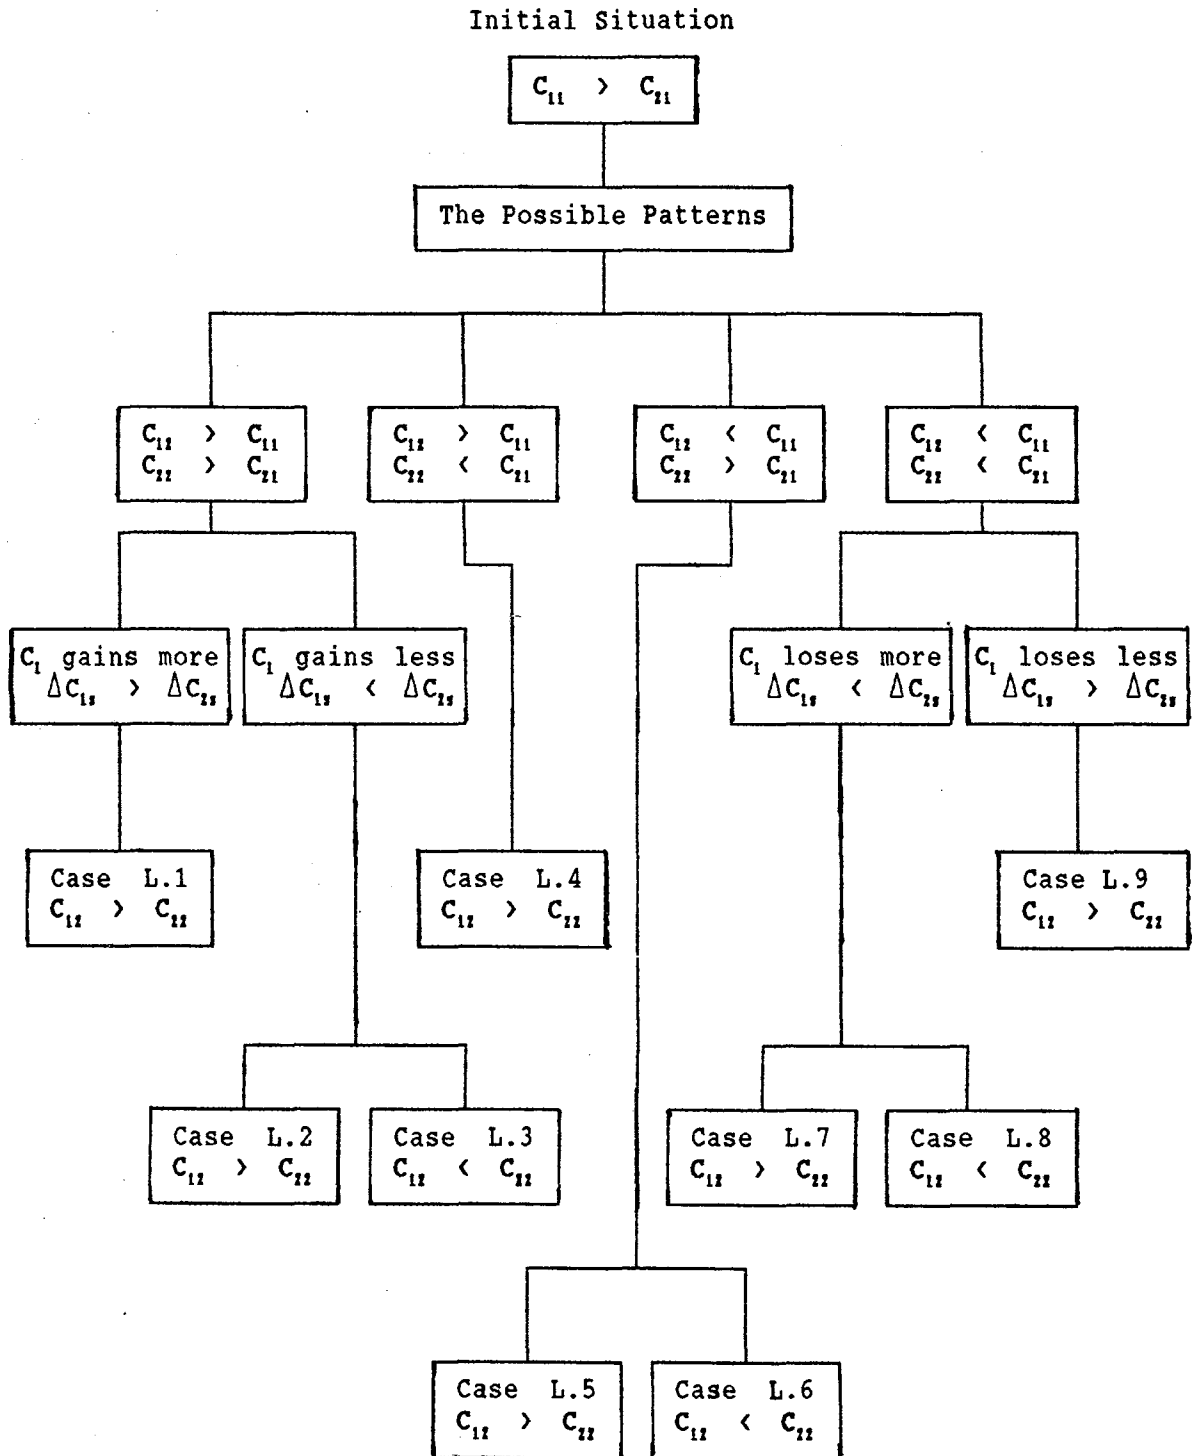 Initial Situation
C₁₁ > C₂₁
The Possible Patterns
C₁₂ > C₁₁
C₂₂ > C₂₁
C₁₂ > C₁₁
C₂₂ < C₂₁
C₁₂ < C₁₁
C₂₂ > C₂₁
C₁₂ < C₁₁
C₂₂ < C₂₁
C₁ gains more
ΔC₁ₛ > ΔC₂ₛ
C₁ gains less
ΔC₁ₛ < ΔC₂ₛ
C₁ loses more
ΔC₁ₛ < ΔC₂ₛ
C₁ loses less
ΔC₁ₛ > ΔC₂ₛ
Case L.1
C₁₂ > C₂₂
Case L.4
C₁₂ > C₂₂
Case L.9
C₁₂ > C₂₂
Case L.2
C₁₂ > C₂₂
Case L.3
C₁₂ < C₂₂
Case L.7
C₁₂ > C₂₂
Case L.8
C₁₂ < C₂₂
Case L.5
C₁₂ > C₂₂
Case L.6
C₁₂ < C₂₂